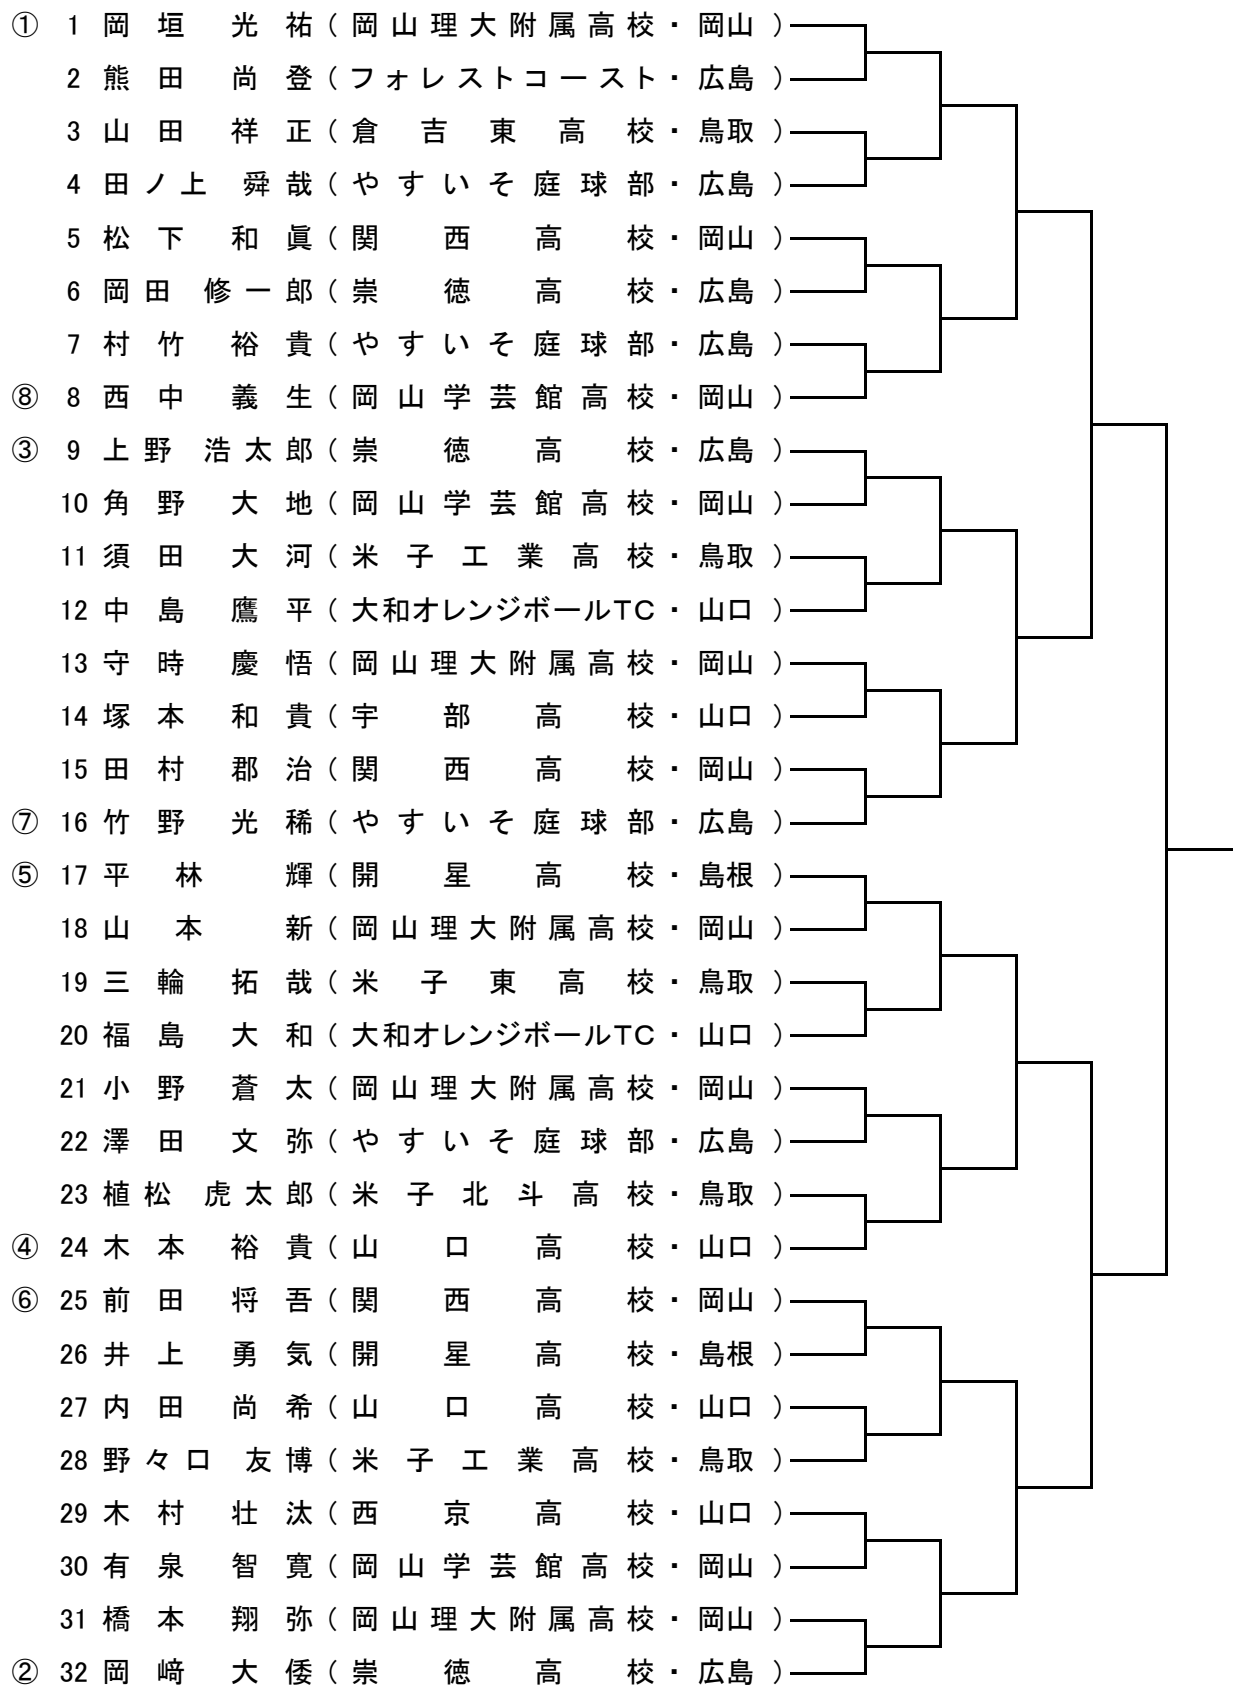 ① 1 岡垣 光祐 (岡山理大附属高校・岡山)
2 熊田 尚登 (フォレストコースト・広島)
3 山田 祥正 (倉吉東高校・鳥取)
4 田ノ上 舜哉 (やすいそ庭球部・広島)
5 松下 和眞 (関西高校・岡山)
6 岡田 修一郎 (崇徳高校・広島)
7 村竹 裕貴 (やすいそ庭球部・広島)
⑧ 8 西中 義生 (岡山学芸館高校・岡山)
③ 9 上野 浩太郎 (崇徳高校・広島)
10 角野 大地 (岡山学芸館高校・岡山)
11 須田 大河 (米子工業高校・鳥取)
12 中島 鷹平 (大和オレンジボールTC・山口)
13 守時 慶悟 (岡山理大附属高校・岡山)
14 塚本 和貴 (宇部高校・山口)
15 田村 郡治 (関西高校・岡山)
⑦ 16 竹野 光稀 (やすいそ庭球部・広島)
⑤ 17 平林 輝 (開星高校・島根)
18 山本 新 (岡山理大附属高校・岡山)
19 三輪 拓哉 (米子東高校・鳥取)
20 福島 大和 (大和オレンジボールTC・山口)
21 小野 蒼太 (岡山理大附属高校・岡山)
22 澤田 文弥 (やすいそ庭球部・広島)
23 植松 虎太郎 (米子北斗高校・鳥取)
④ 24 木本 裕貴 (山口高校・山口)
⑥ 25 前田 将吾 (関西高校・岡山)
26 井上 勇気 (開星高校・島根)
27 内田 尚希 (山口高校・山口)
28 野々口 友博 (米子工業高校・鳥取)
29 木村 壮汰 (西京高校・山口)
30 有泉 智寛 (岡山学芸館高校・岡山)
31 橋本 翔弥 (岡山理大附属高校・岡山)
② 32 岡﨑 大倭 (崇徳高校・広島)